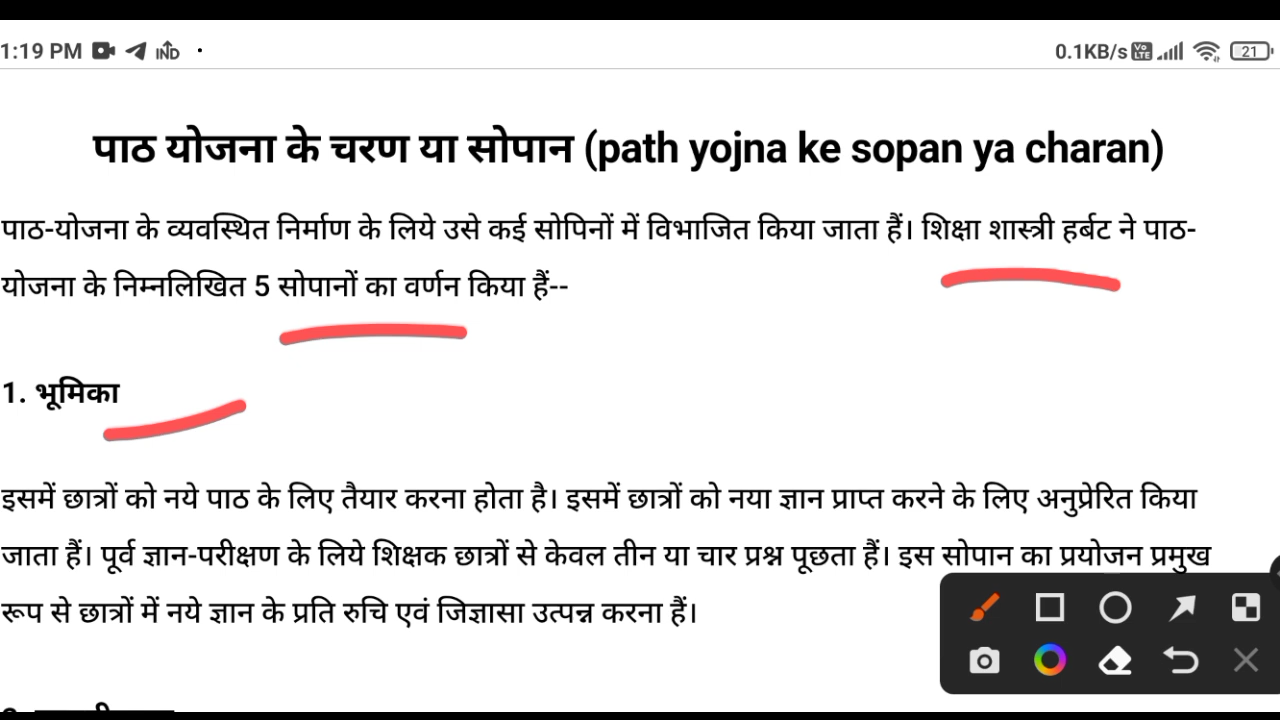 1:19 PM
0.1KB/s Vo LTE 21
पाठ योजना के चरण या सोपान (path yojna ke sopan ya charan)
पाठ-योजना के व्यवस्थित निर्माण के लिये उसे कई सोपिनों में विभाजित किया जाता हैं। शिक्षा शास्त्री हर्बट ने पाठ-
योजना के निम्नलिखित 5 सोपानों का वर्णन किया हैं--
1. भूमिका
इसमें छात्रों को नये पाठ के लिए तैयार करना होता है। इसमें छात्रों को नया ज्ञान प्राप्त करने के लिए अनुप्रेरित किया
जाता हैं। पूर्व ज्ञान-परीक्षण के लिये शिक्षक छात्रों से केवल तीन या चार प्रश्न पूछता हैं। इस सोपान का प्रयोजन प्रमुख
रूप से छात्रों में नये ज्ञान के प्रति रुचि एवं जिज्ञासा उत्पन्न करना हैं।